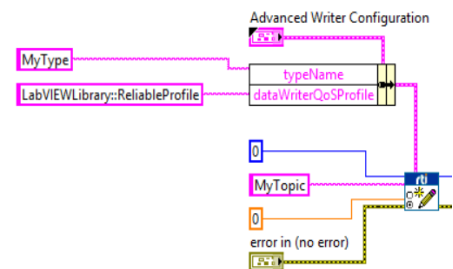 Advanced Writer Configuration
MyType
typeName
LabVIEWLibrary::ReliableProfile
dataWriterQoSProfile
0
MyTopic
rti
0
error in (no error)